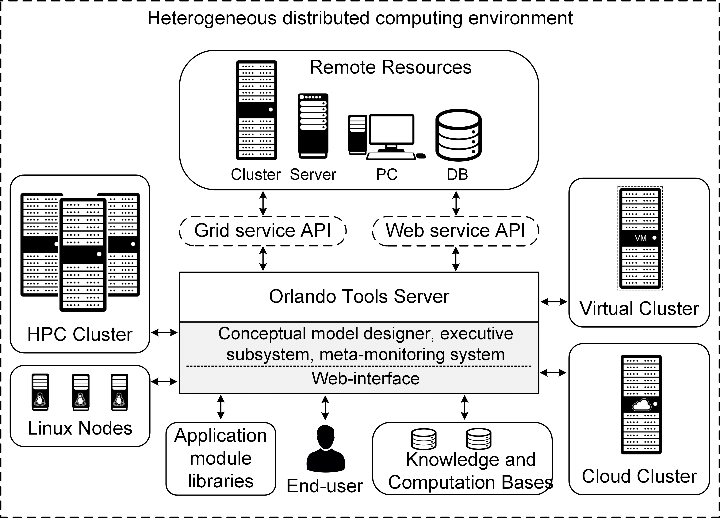 Heterogeneous distributed computing environment
Remote Resources
Cluster Server PC DB
Grid service API
Web service API
HPC Cluster
Orlando Tools Server
VM
Virtual Cluster
Conceptual model designer, executive
subsystem, meta-monitoring system
Web-interface
Linux Nodes
Application
module
libraries
End-user
Knowledge and
Computation Bases
Cloud Cluster